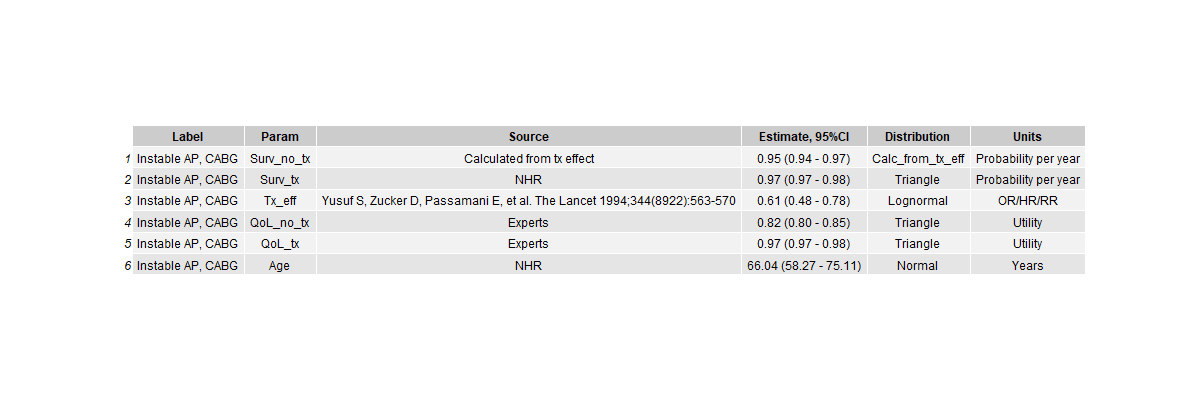 Label Param Source Estimate, 95%CI Distribution Units
1 Instable AP, CABG Surv_no_tx Calculated from tx effect 0.95 (0.94 - 0.97) Calc_from_tx_eff Probability per year
2 Instable AP, CABG Surv_tx NHR 0.97 (0.97 - 0.98) Triangle Probability per year
3 Instable AP, CABG Tx_eff Yusuf S, Zucker D, Passamani E, et al. The Lancet 1994;344(8922):563-570 0.61 (0.48 - 0.78) Lognormal OR/HR/RR
4 Instable AP, CABG QoL_no_tx Experts 0.82 (0.80 - 0.85) Triangle Utility
5 Instable AP, CABG QoL_tx Experts 0.97 (0.97 - 0.98) Triangle Utility
6 Instable AP, CABG Age NHR 66.04 (58.27 - 75.11) Normal Years